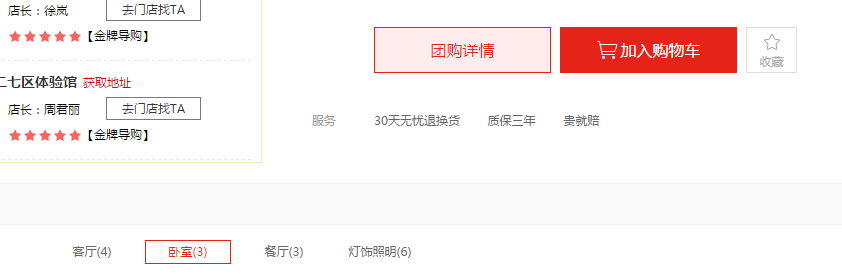 店长：徐岚
去门店找TA
【金牌导购】
二七区体验馆 获取地址
店长：周君丽
去门店找TA
【金牌导购】
团购详情
加入购物车
收藏
服务
30天无忧退换货 质保三年 贵就赔
客厅(4) 卧室(3) 餐厅(3) 灯饰照明(6)